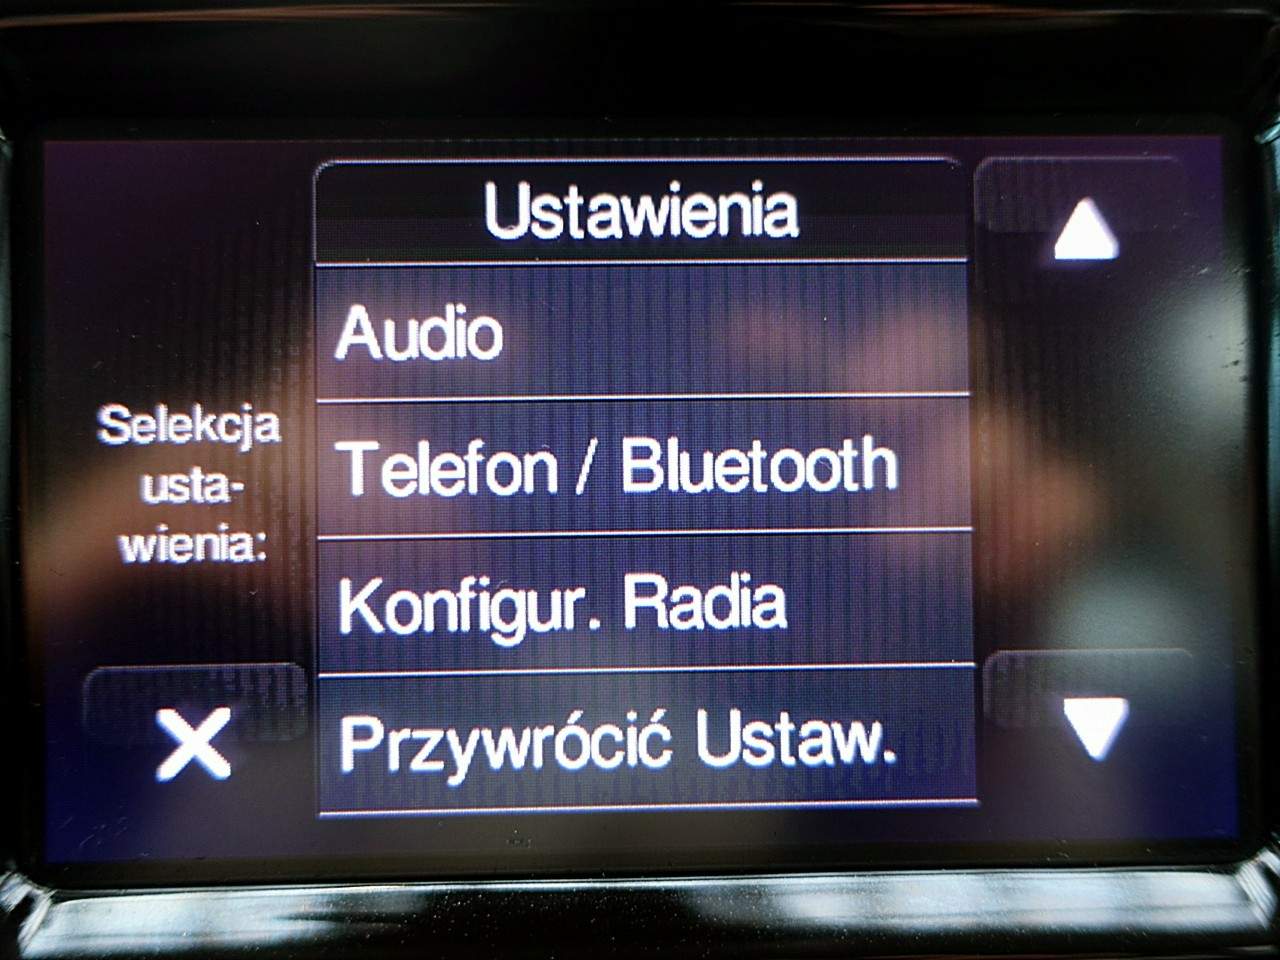 Ustawienia
Audio
Selekcja
usta-
wienia:
Telefon / Bluetooth
Konfigur. Radia
Przywrócić Ustaw.